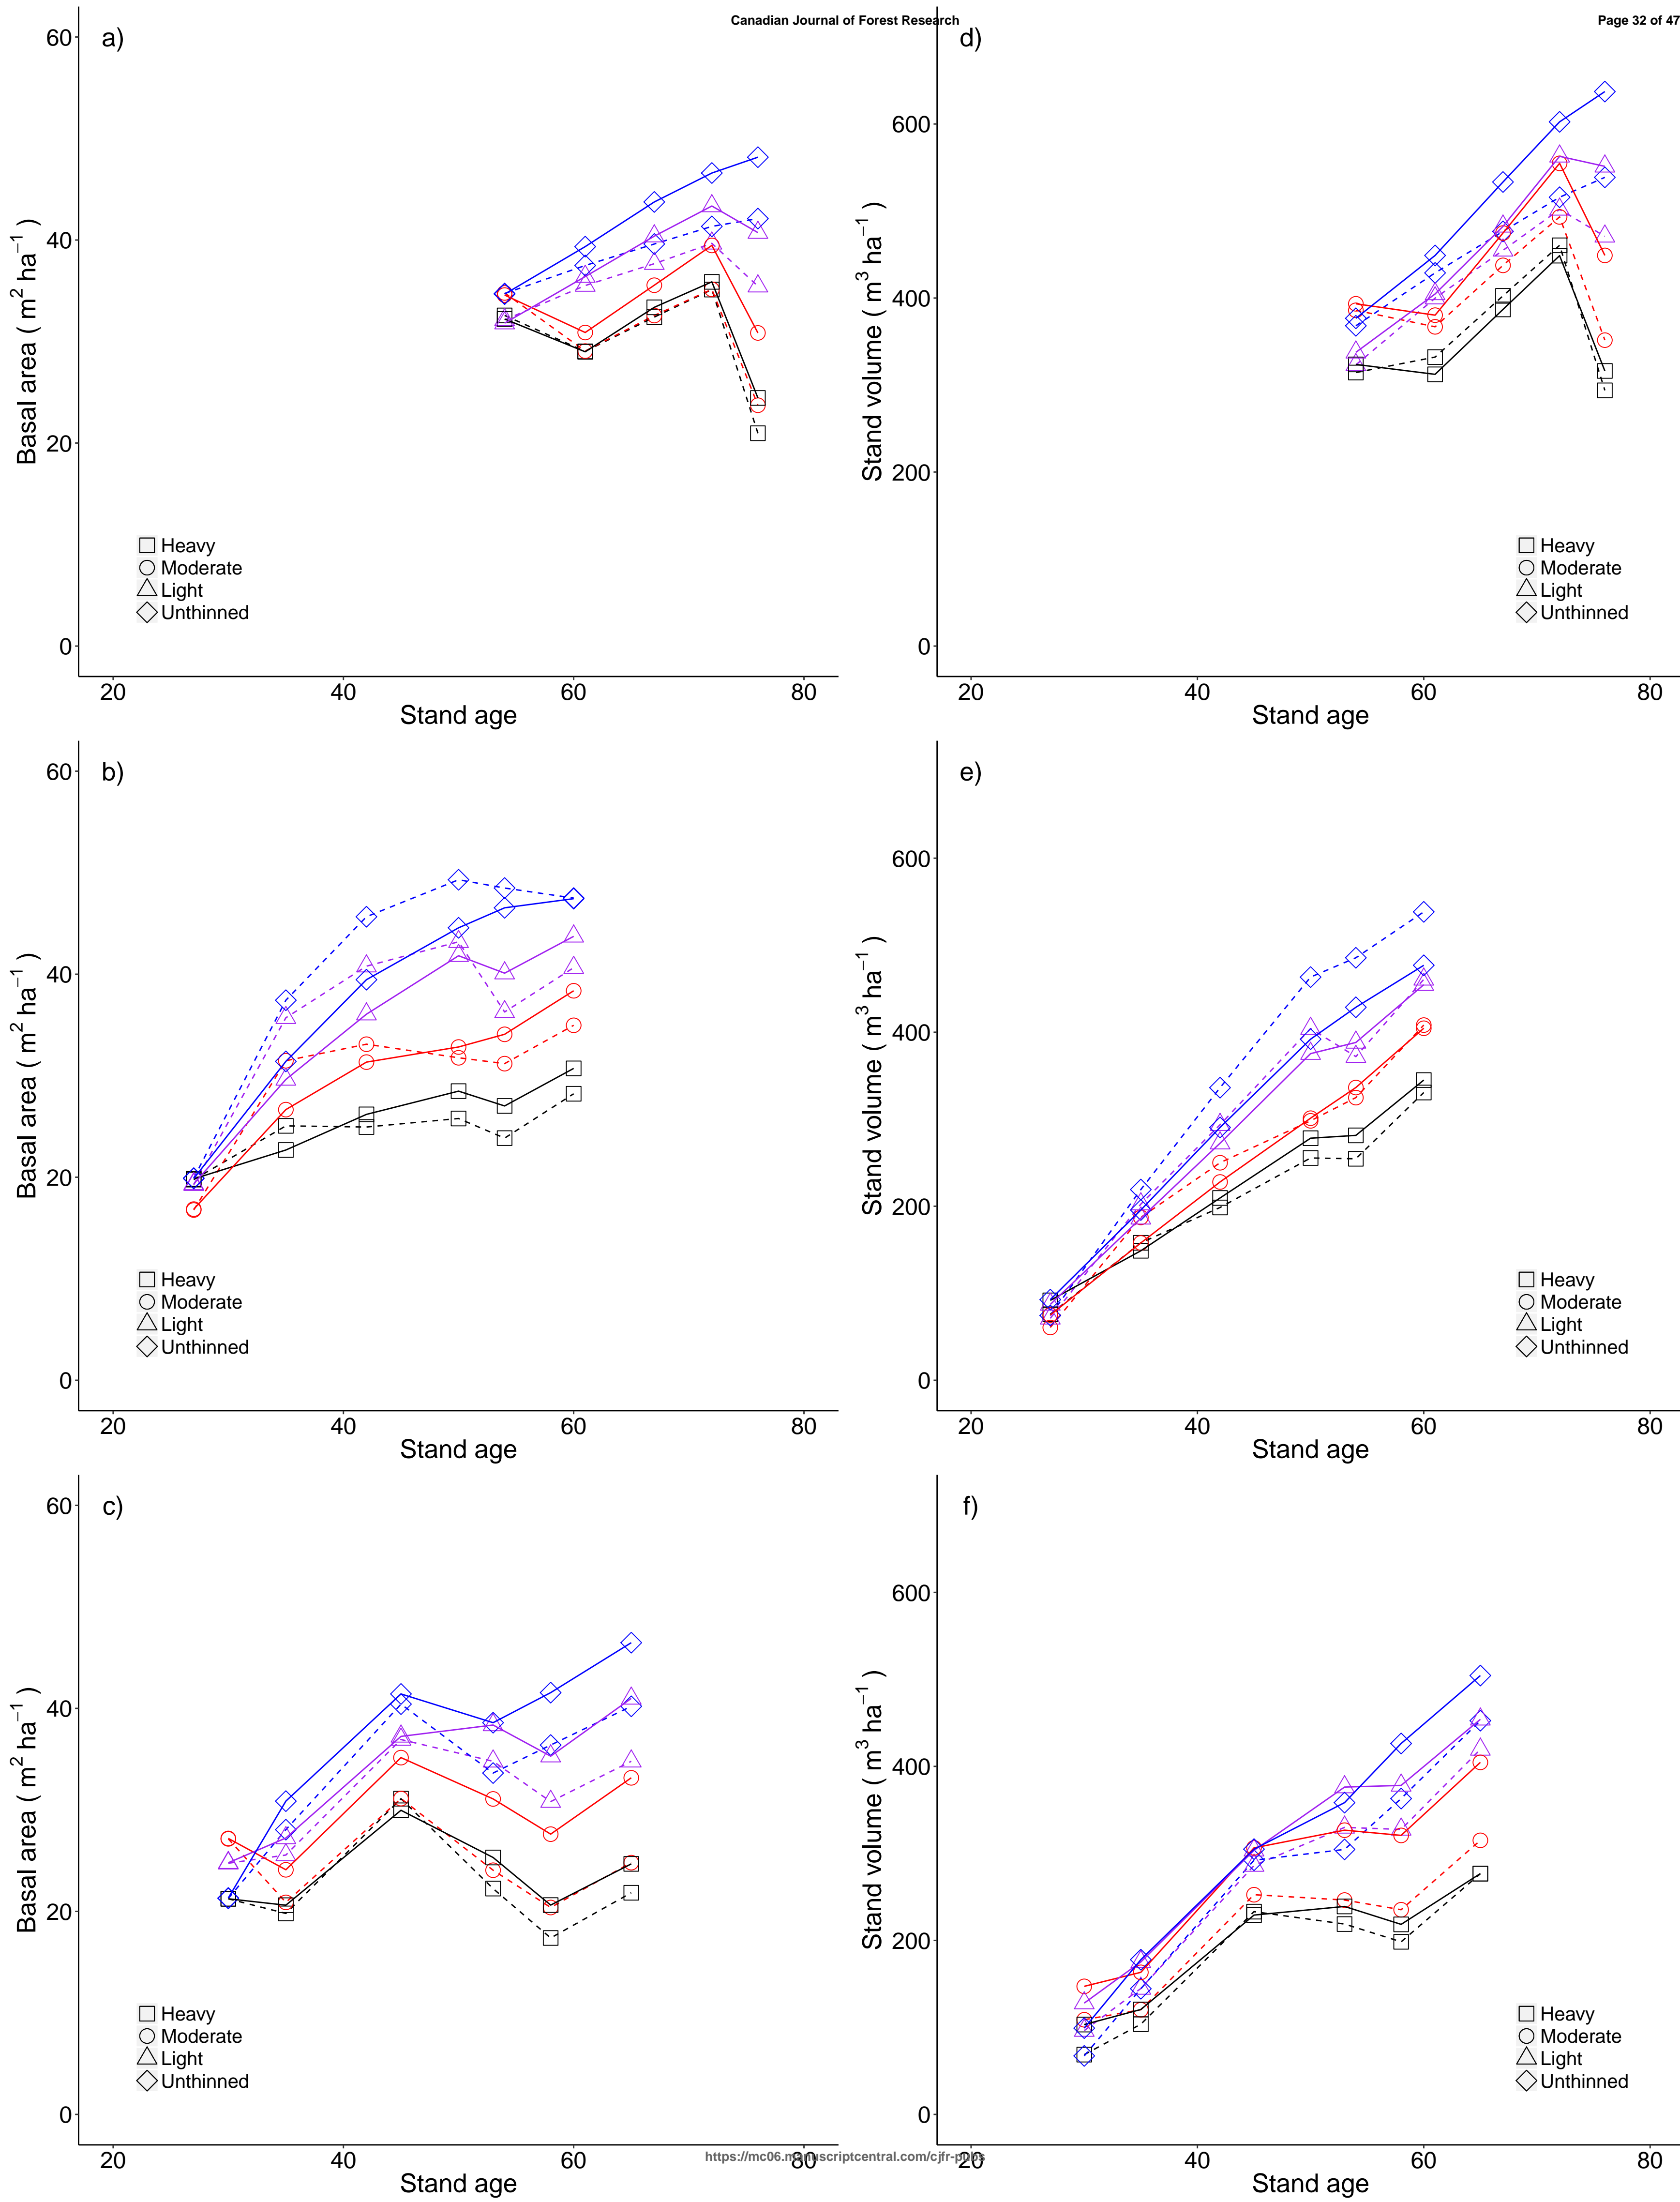 Canadian Journal of Forest Research
Page 32 of 47
a)
60
40
20
0
Basal area ( m² ha⁻¹ )
Heavy
Moderate
Light
Unthinned
20 40 60 80
Stand age
d)
600
400
200
0
Stand volume ( m³ ha⁻¹ )
Heavy
Moderate
Light
Unthinned
20 40 60 80
Stand age
b)
60
40
20
0
Basal area ( m² ha⁻¹ )
Heavy
Moderate
Light
Unthinned
20 40 60 80
Stand age
e)
600
400
200
0
Stand volume ( m³ ha⁻¹ )
Heavy
Moderate
Light
Unthinned
20 40 60 80
Stand age
c)
60
40
20
0
Basal area ( m² ha⁻¹ )
Heavy
Moderate
Light
Unthinned
20 40 60 80
Stand age
f)
600
400
200
0
Stand volume ( m³ ha⁻¹ )
Heavy
Moderate
Light
Unthinned
20 40 60 80
Stand age
https://mc06.manuscriptcentral.com/cjfr-pubs